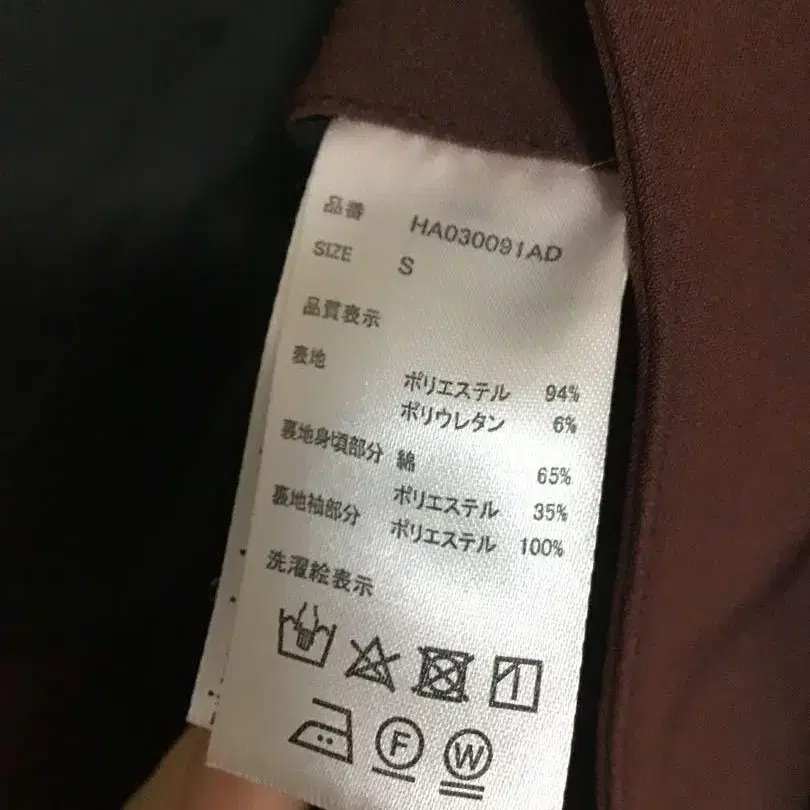 品番 HA030091AD
SIZE S
品質表示
表地
ポリエステル 94%
ポリウレタン 6%
裏地身頃部分 綿 65%
ポリエステル 35%
裏地袖部分 ポリエステル 100%
洗濯絵表示
F
W